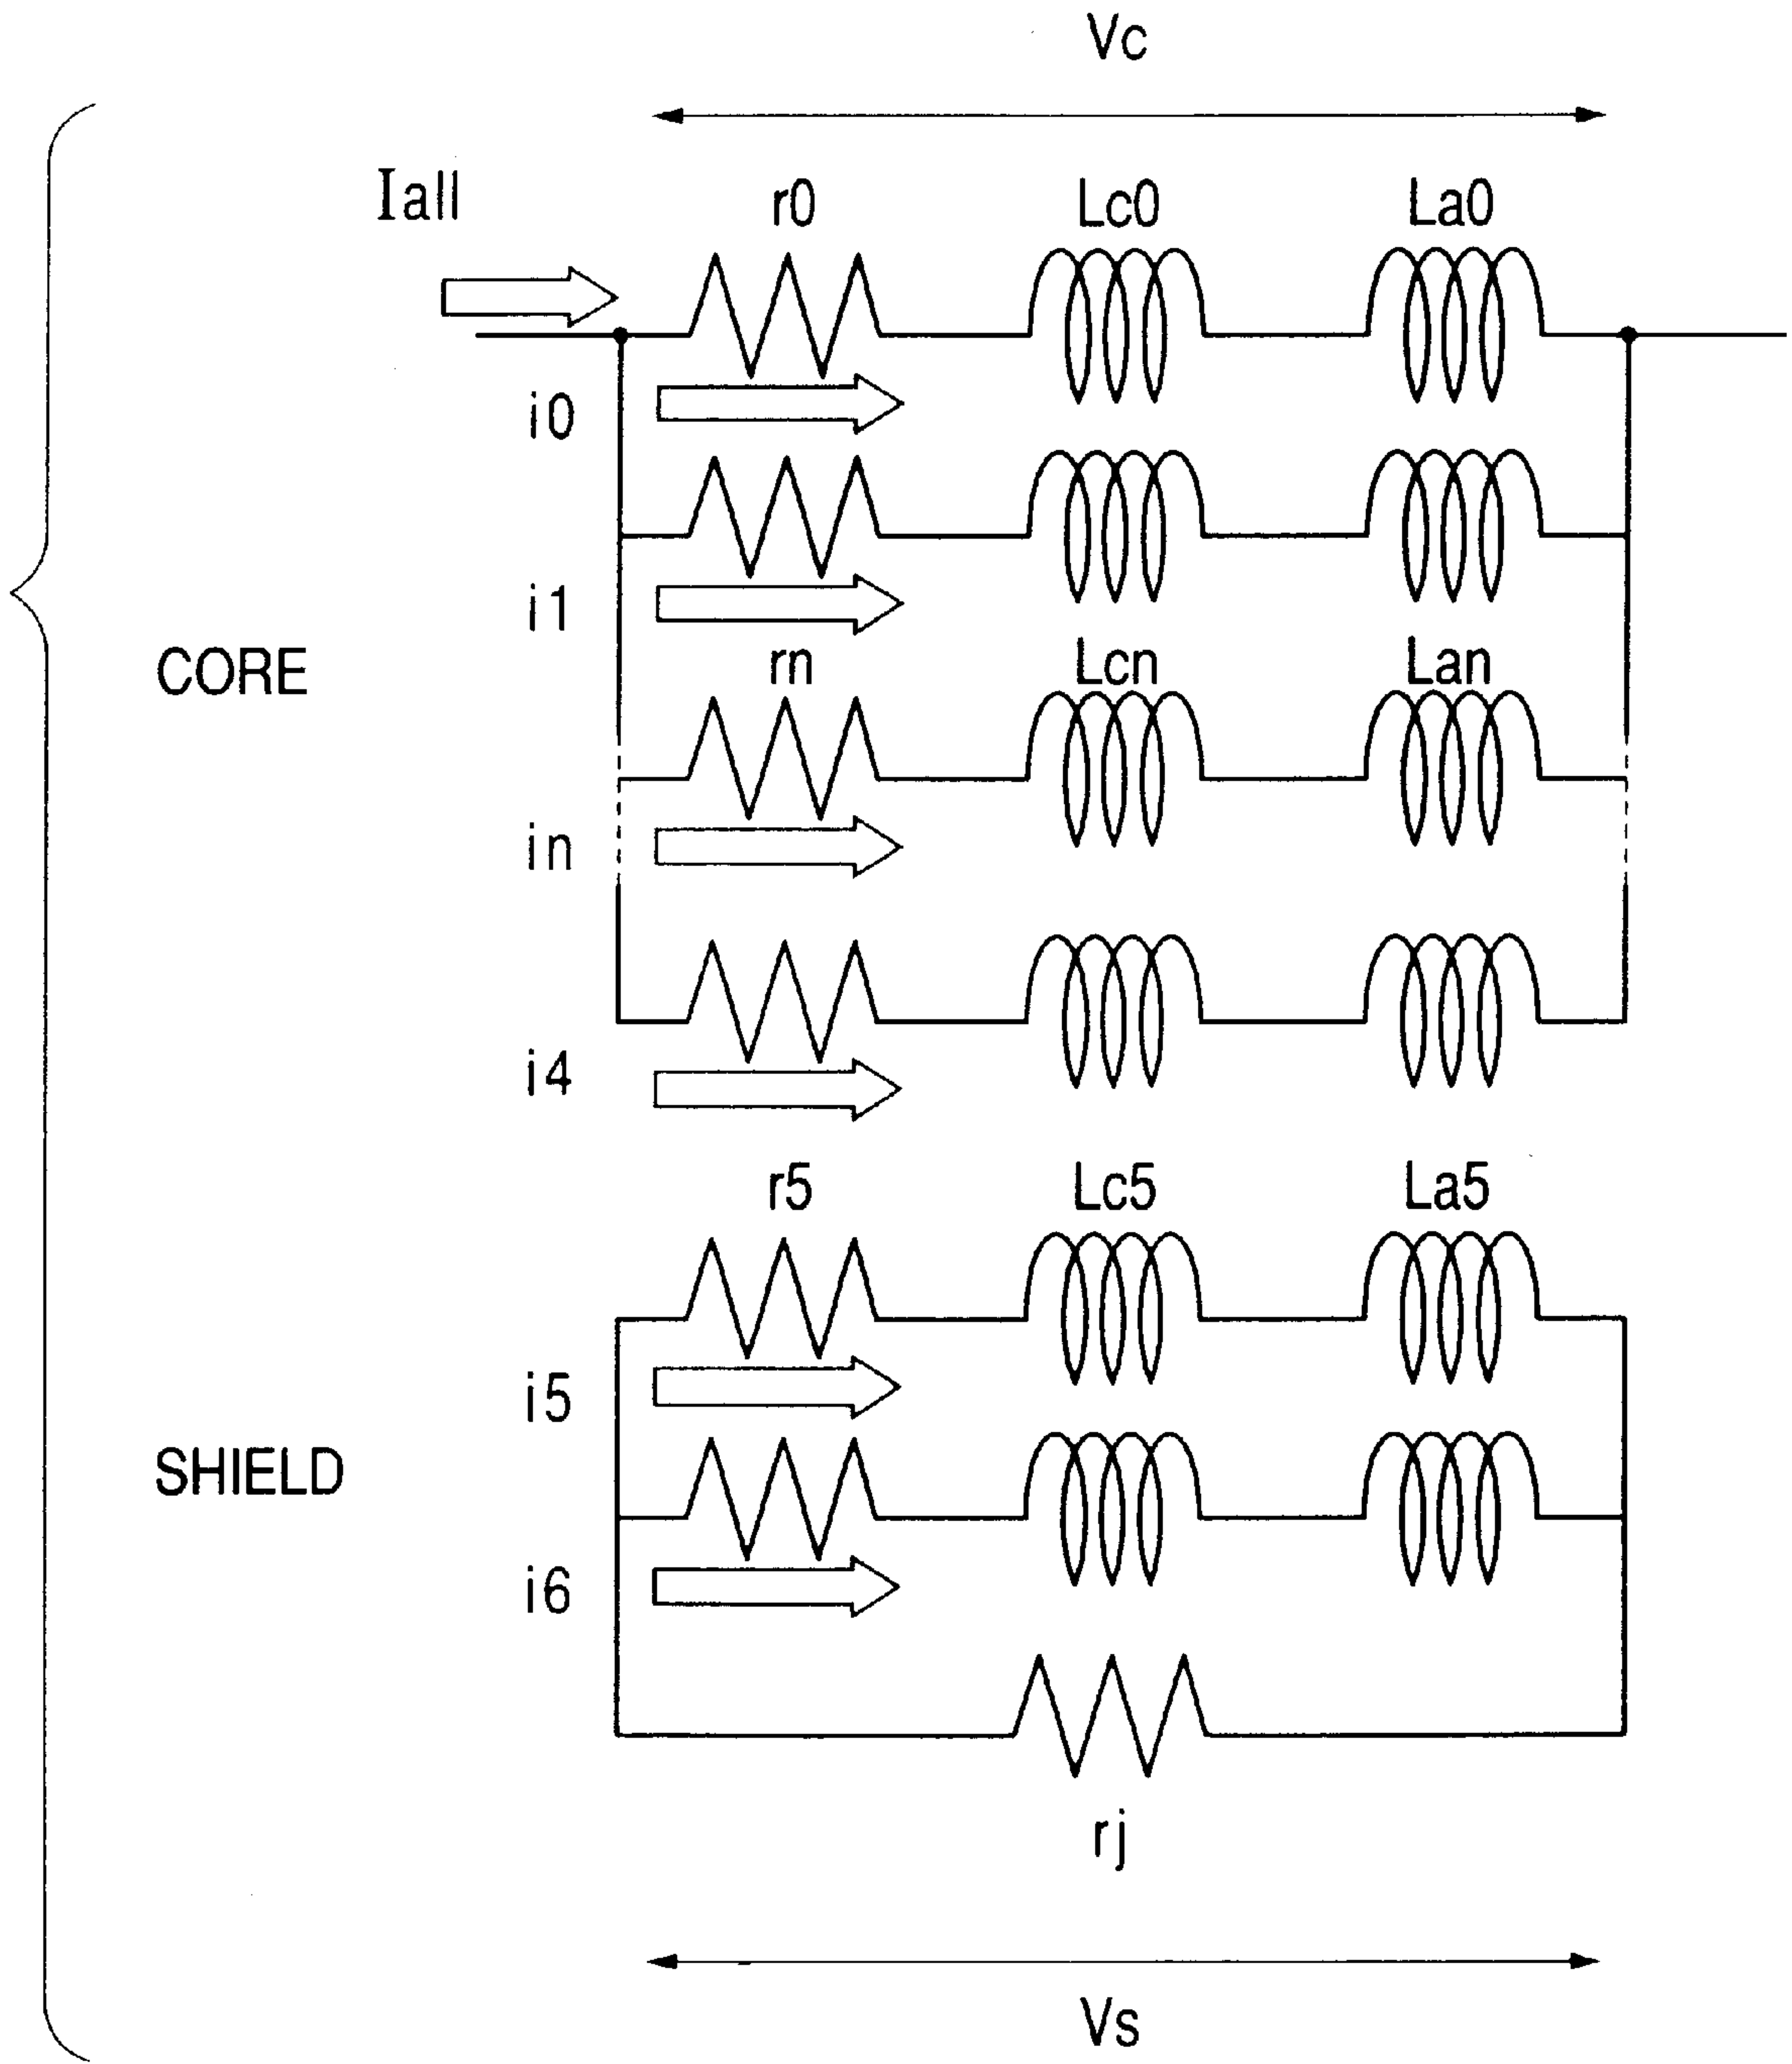 Vc
Iall
r0 Lc0 La0
i0
i1
CORE
rn Lcn Lan
in
i4
r5 Lc5 La5
i5
SHIELD
i6
rj
Vs